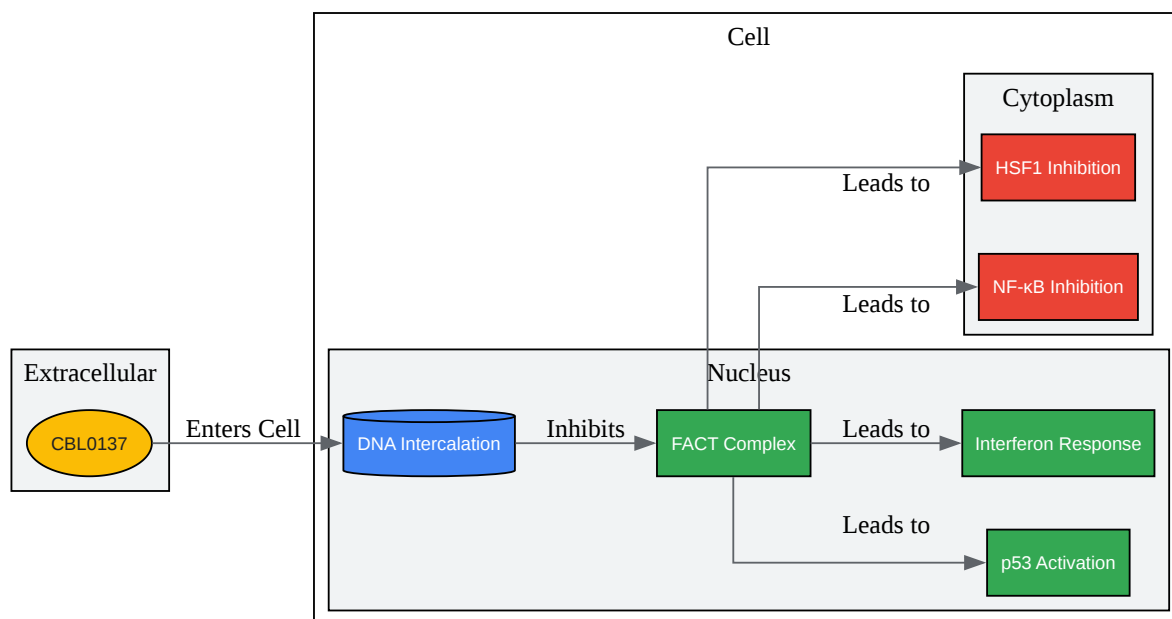 Cell
Cytoplasm
HSF1 Inhibition
Leads to
NF-κB Inhibition
Leads to
Extracellular
Nucleus
CBL0137
Enters Cell
DNA Intercalation
Inhibits
FACT Complex
Leads to
Interferon Response
Leads to
p53 Activation